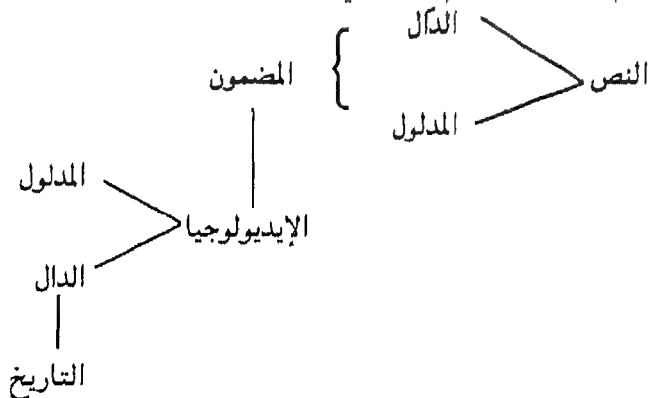 الدال
النص
المضمون
المدلول
المدلول
الإيديولوجيا
الدال
التاريخ